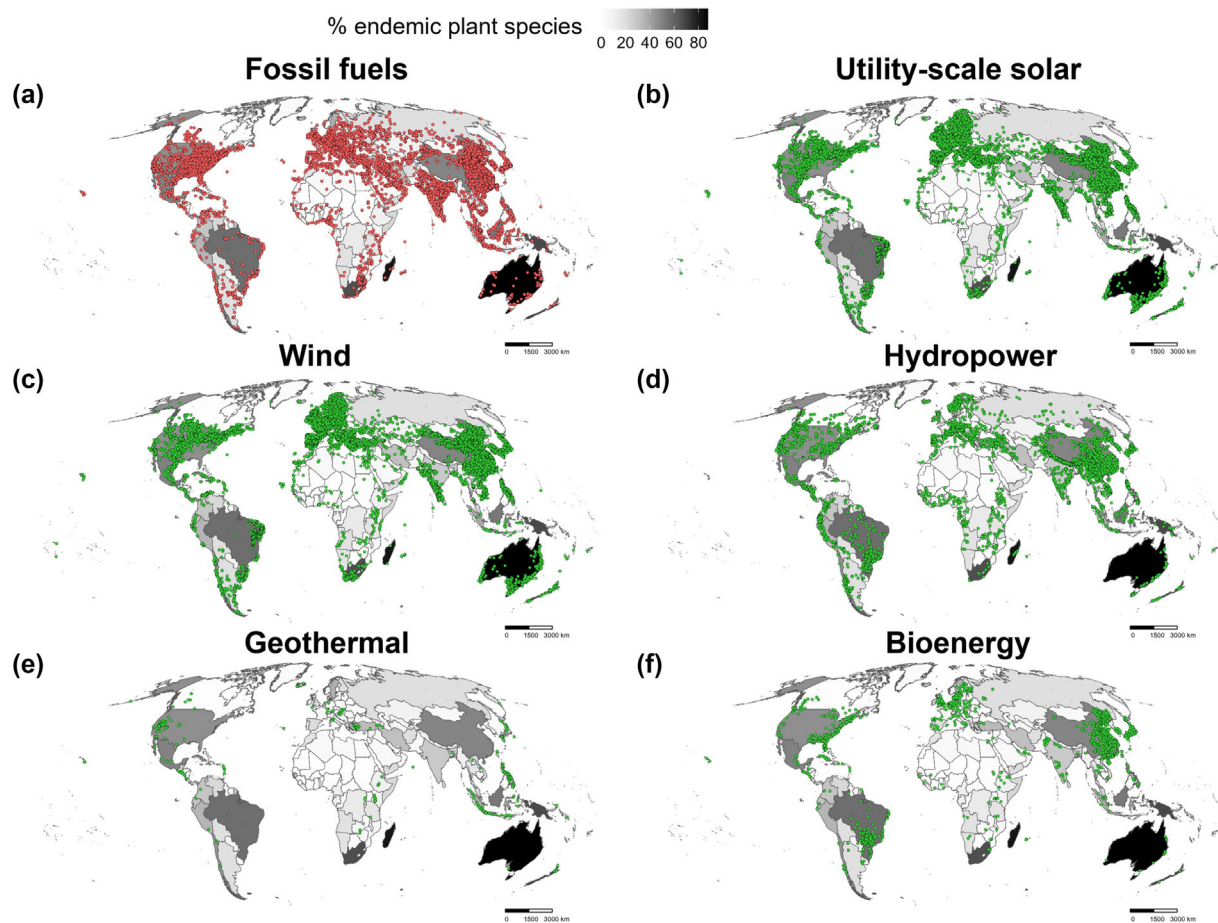 % endemic plant species
0 20 40 60 80
Fossil fuels
Utility-scale solar
(a)
(b)
0 1500 3000 km
0 1500 3000 km
Wind
Hydropower
(c)
(d)
0 1500 3000 km
0 1500 3000 km
Geothermal
Bioenergy
(e)
(f)
0 1500 3000 km
0 1500 3000 km